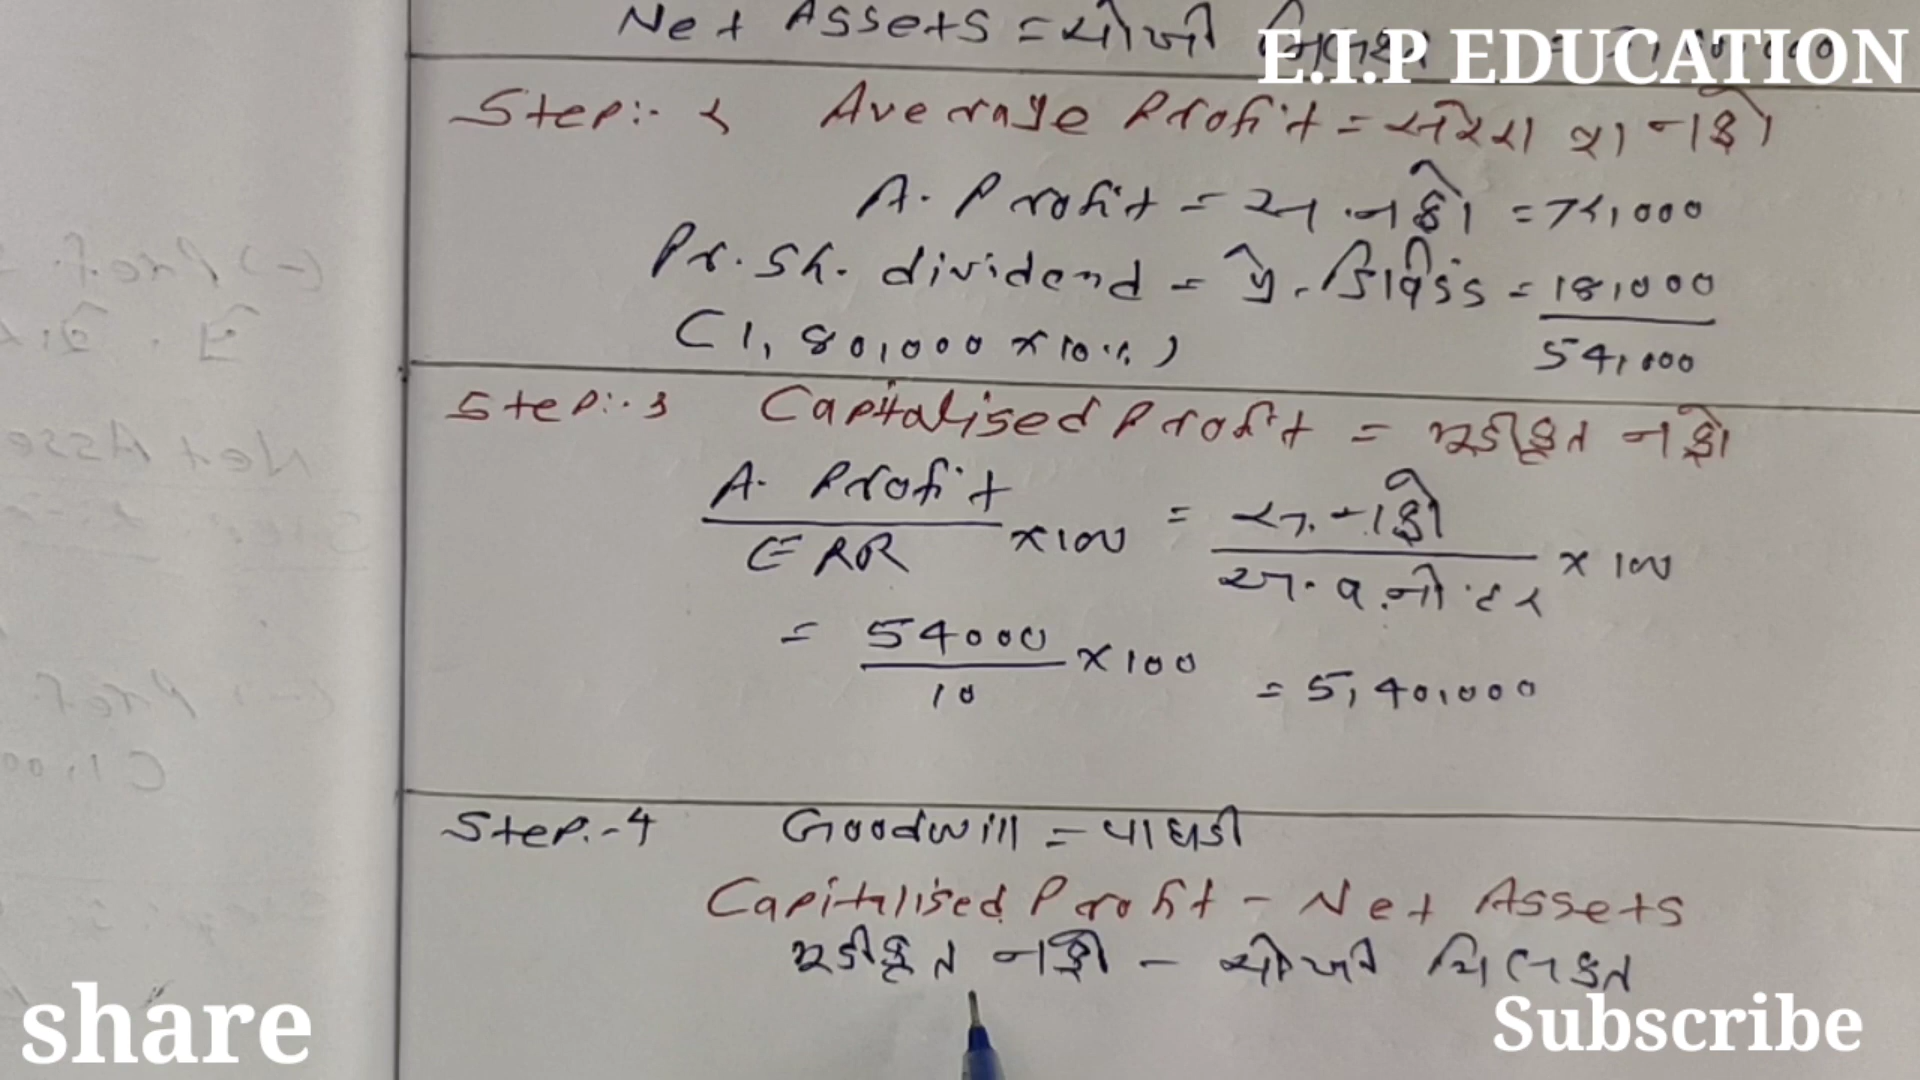 Net Assets = ચોખ્ખી મિલકત
E.I.P EDUCATION
Step:- ૨ Average Profit = સરેરાશ નફો
A. Profit = સ.નફો = 72,000
Pr. Sh. dividend = પ્રે. ડિવિડંડ = 18,000
(1,80,000 × 10%)
54,000
Step:- 3 Capitalised Profit = મૂડીકૃત નફો
A. Profit / ERR × 100 = સ. નફો / અ.વ.નો.દર × 100
= 54000 / 10 × 100 = 5,40,000
Step:-4 Goodwill = પાઘડી
Capitalised Profit - Net Assets
મૂડીકૃત નફો - ચોખ્ખી મિલકત
share
Subscribe